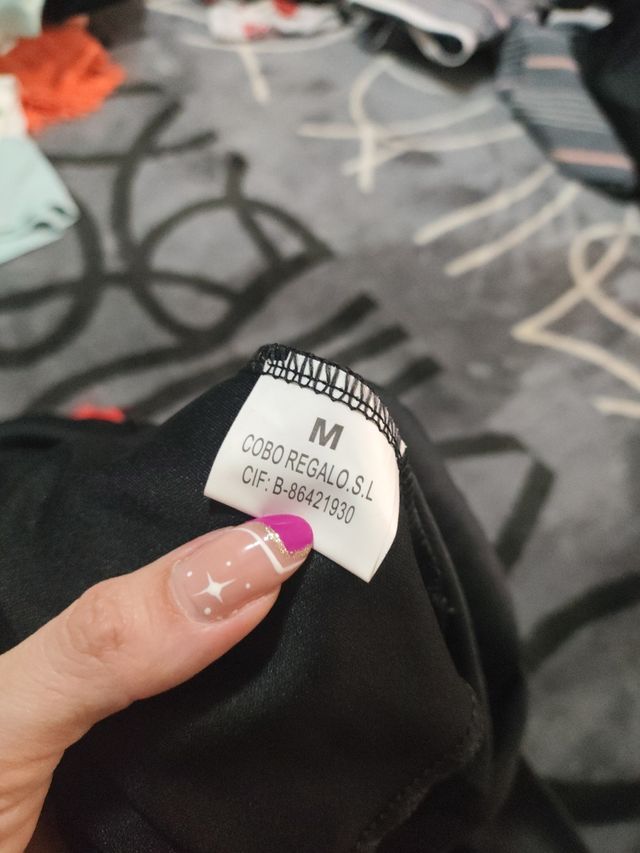 M
COBO REGALO.S.L
CIF: B-86421930